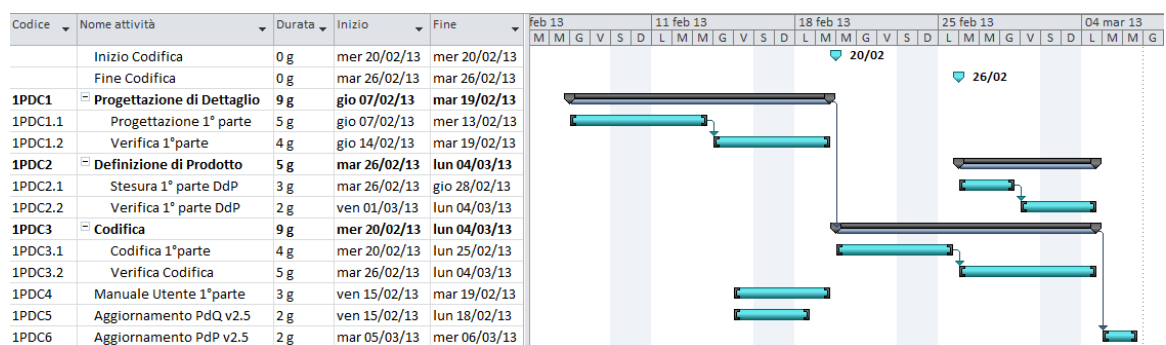 Codice Nome attività Durata Inizio Fine feb 13 11 feb 13 18 feb 13 25 feb 13 04 mar 13
M M G V S D L M M G V S D L M M G V S D L M M G V S D L M M G
Inizio Codifica 0 g mer 20/02/13 mer 20/02/13 20/02
Fine Codifica 0 g mar 26/02/13 mar 26/02/13 26/02
1PDC1 Progettazione di Dettaglio 9 g gio 07/02/13 mar 19/02/13
1PDC1.1 Progettazione 1° parte 5 g gio 07/02/13 mer 13/02/13
1PDC1.2 Verifica 1°parte 4 g gio 14/02/13 mar 19/02/13
1PDC2 Definizione di Prodotto 5 g mar 26/02/13 lun 04/03/13
1PDC2.1 Stesura 1° parte DdP 3 g mar 26/02/13 gio 28/02/13
1PDC2.2 Verifica 1° parte DdP 2 g ven 01/03/13 lun 04/03/13
1PDC3 Codifica 9 g mer 20/02/13 lun 04/03/13
1PDC3.1 Codifica 1°parte 4 g mer 20/02/13 lun 25/02/13
1PDC3.2 Verifica Codifica 5 g mar 26/02/13 lun 04/03/13
1PDC4 Manuale Utente 1°parte 3 g ven 15/02/13 mar 19/02/13
1PDC5 Aggiornamento PdQ v2.5 2 g ven 15/02/13 lun 18/02/13
1PDC6 Aggiornamento PdP v2.5 2 g mar 05/03/13 mer 06/03/13